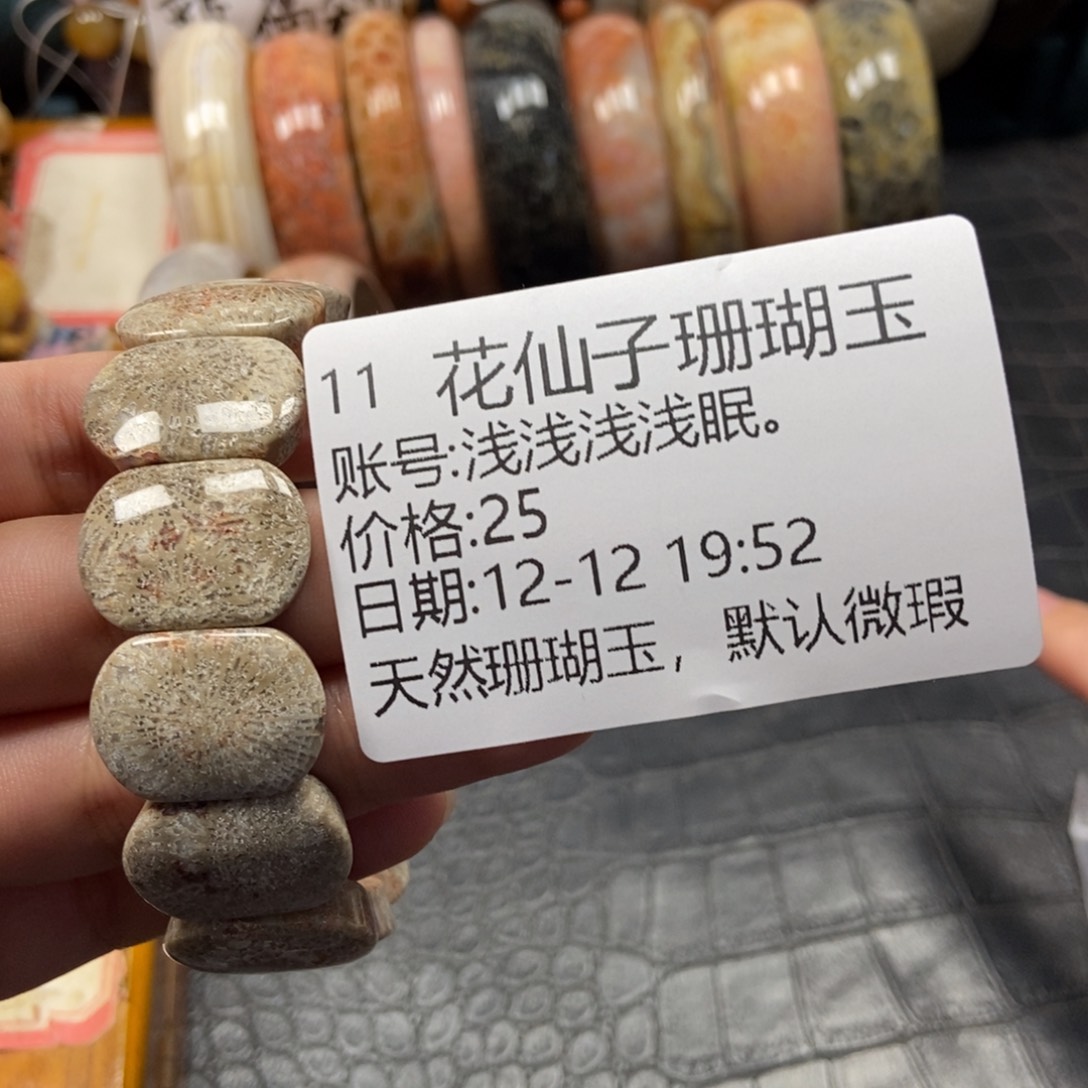 11 花仙子珊瑚玉
账号:浅浅浅浅眠。
价格:25
日期:12-12 19:52
天然珊瑚玉，默认微瑕